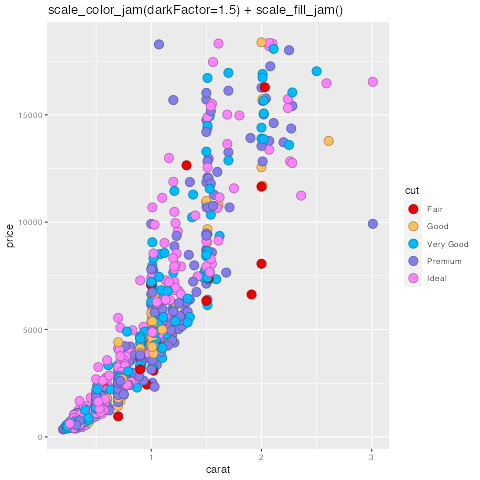 scale_color_jam(darkFactor=1.5) + scale_fill_jam()
price
15000
10000
5000
0
1
2
3
carat
cut
Fair
Good
Very Good
Premium
Ideal